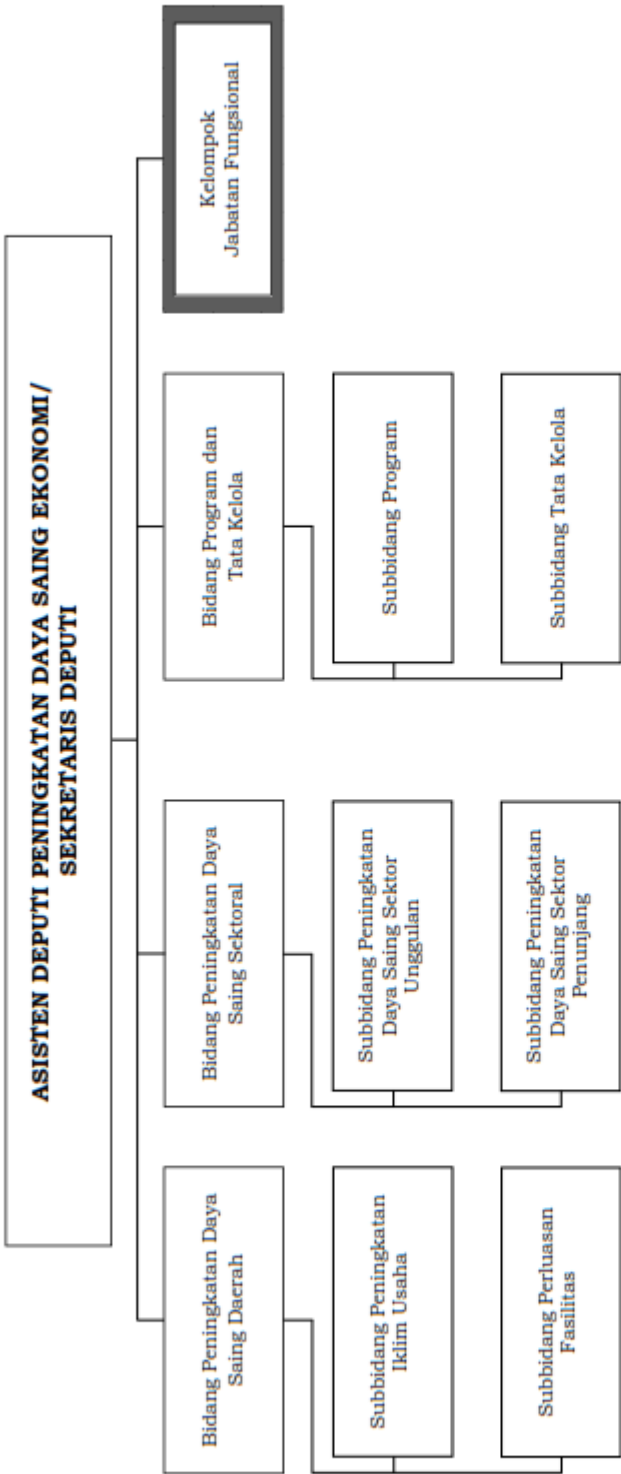 ASISTEN DEPUTI PENINGKATAN DAYA SAING EKONOMI/
SEKRETARIS DEPUTI
Bidang Peningkatan Daya
Saing Daerah
Bidang Peningkatan Daya
Saing Sektoral
Bidang Program dan
Tata Kelola
Kelompok
Jabatan Fungsional
Subbidang Peningkatan
Iklim Usaha
Subbidang Peningkatan
Daya Saing Sektor
Unggulan
Subbidang Program
Subbidang Perluasan
Fasilitas
Subbidang Peningkatan
Daya Saing Sektor
Penunjang
Subbidang Tata Kelola